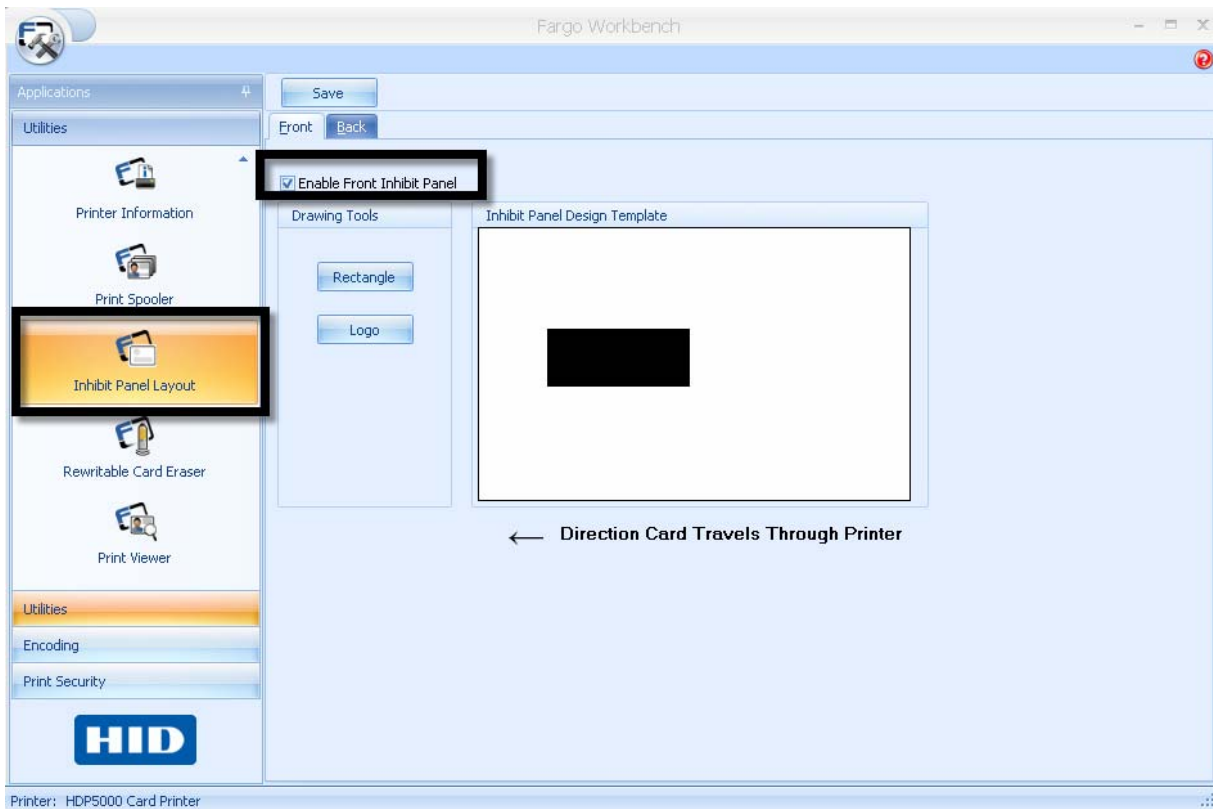 Fargo Workbench
Applications
Save
Utilities
Front Back
Printer Information
Enable Front Inhibit Panel
Drawing Tools
Inhibit Panel Design Template
Print Spooler
Rectangle
Logo
Inhibit Panel Layout
Rewritable Card Eraser
← Direction Card Travels Through Printer
Print Viewer
Utilities
Encoding
Print Security
HID
Printer: HDP5000 Card Printer